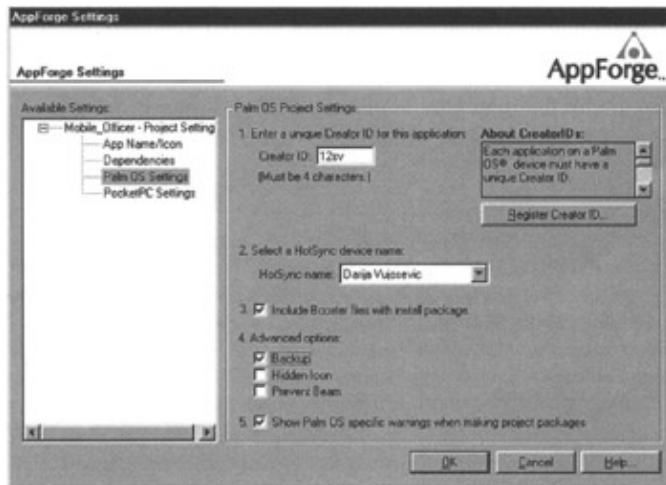 AppForge Settings
AppForge Settings
AppForge
Available Settings:
Mobile_Officer - Project Setting
App Name/Icon
Dependencies
Palm OS Settings
PocketPC Settings
Palm OS Project Settings
1. Enter a unique Creator ID for this application:
Creator ID: 12sv
(Must be 4 characters.)
About CreatorIDs:
Each application on a Palm
OS® device must have a
unique Creator ID.
Register Creator ID...
2. Select a HotSync device name:
HotSync name: Darija Vujosevic
3. Include Booster files with install package
4. Advanced options:
Backup
Hidden Icon
Prevent Beam
5. Show Palm OS specific warnings when making project packages
OK
Cancel
Help...